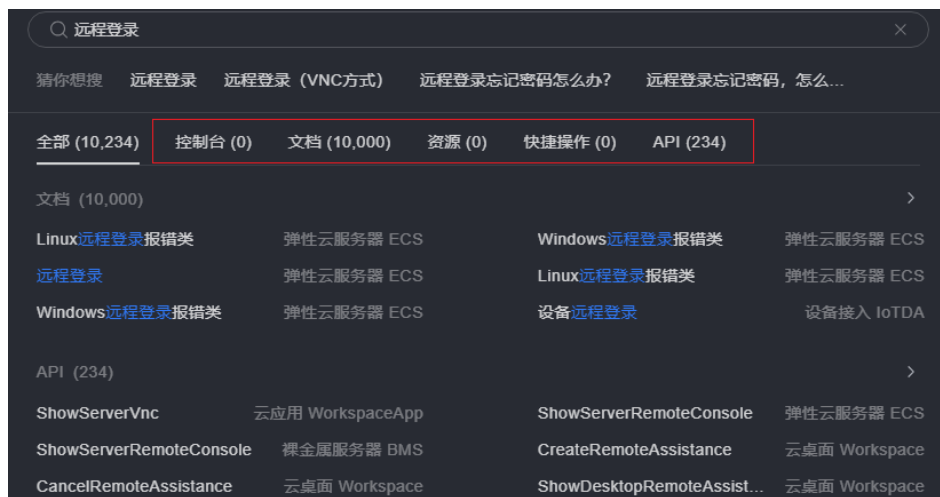 远程登录
猜你想搜 远程登录 远程登录（VNC方式） 远程登录忘记密码怎么办？ 远程登录忘记密码，怎么...
全部 (10,234) 控制台 (0) 文档 (10,000) 资源 (0) 快捷操作 (0) API (234)
文档 (10,000)
Linux远程登录报错类 弹性云服务器 ECS Windows远程登录报错类 弹性云服务器 ECS
远程登录 弹性云服务器 ECS Linux远程登录报错类 弹性云服务器 ECS
Windows远程登录报错类 弹性云服务器 ECS 设备远程登录 设备接入 IoTDA
API (234)
ShowServerVnc 云应用 WorkspaceApp ShowServerRemoteConsole 弹性云服务器 ECS
ShowServerRemoteConsole 裸金属服务器 BMS CreateRemoteAssistance 云桌面 Workspace
CancelRemoteAssistance 云桌面 Workspace ShowDesktopRemoteAssist... 云桌面 Workspace